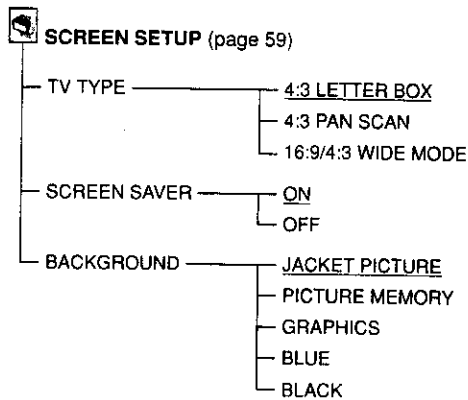 SCREEN SETUP (page 59)
TV TYPE 4:3 LETTER BOX
4:3 PAN SCAN
16:9/4:3 WIDE MODE
SCREEN SAVER ON
OFF
BACKGROUND JACKET PICTURE
PICTURE MEMORY
GRAPHICS
BLUE
BLACK